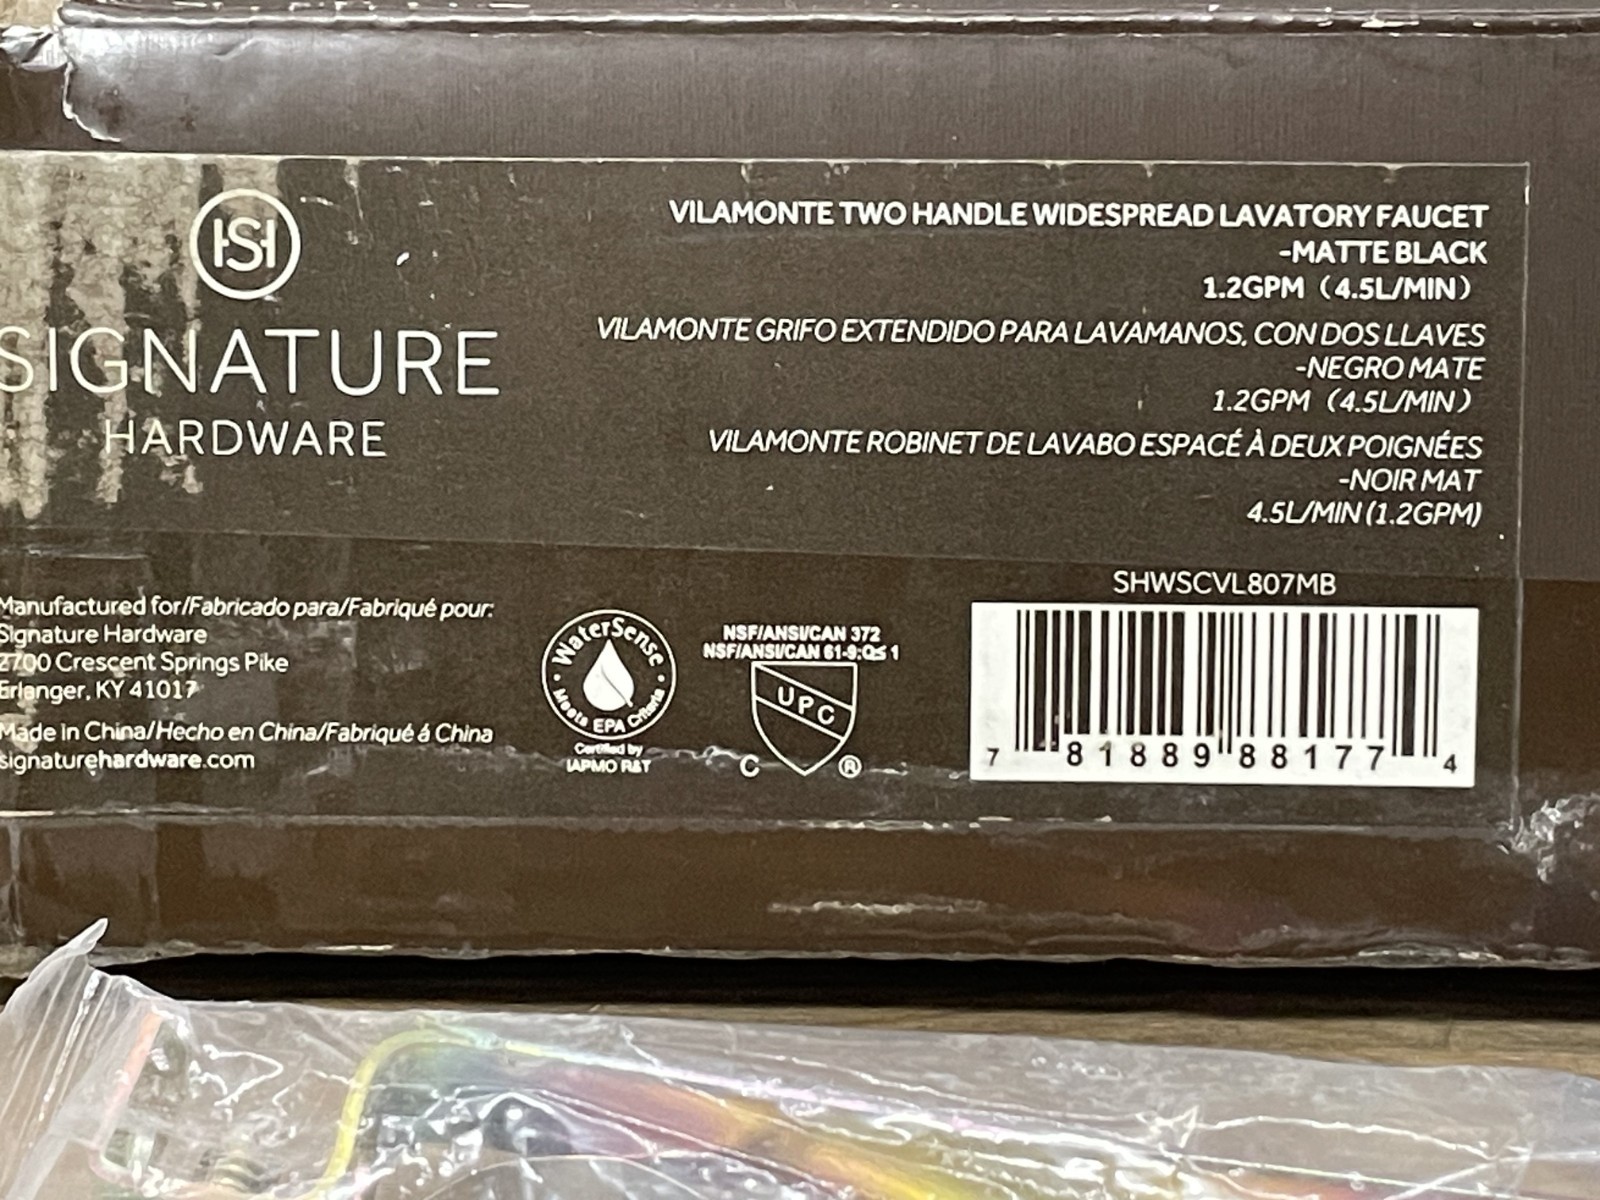 HSH
SIGNATURE
HARDWARE
VILAMONTE TWO HANDLE WIDESPREAD LAVATORY FAUCET
-MATTE BLACK
1.2GPM (4.5L/MIN)
VILAMONTE GRIFO EXTENDIDO PARA LAVAMANOS, CON DOS LLAVES
-NEGRO MATE
1.2GPM (4.5L/MIN)
VILAMONTE ROBINET DE LAVABO ESPACÉ À DEUX POIGNÉES
-NOIR MAT
4.5L/MIN (1.2GPM)
Manufactured for/Fabricado para/Fabriqué pour:
Signature Hardware
2700 Crescent Springs Pike
Erlanger, KY 41017
Made in China/Hecho en China/Fabriqué á China
signaturehardware.com
WaterSense
Meets EPA Criteria
Certified by
IAPMO R&T
NSF/ANSI/CAN 372
NSF/ANSI/CAN 61-9:Q≤ 1
UPC
C ®
SHWSCVL807MB
7 81889 88177 4